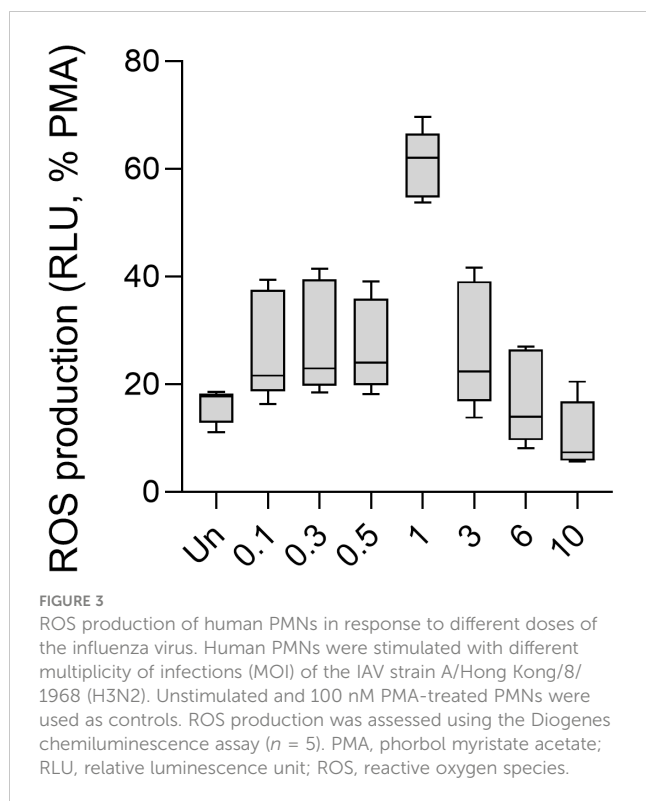 ROS production (RLU, % PMA)
80
60
40
20
0
Un
0.1
0.3
0.5
1
3
6
10
FIGURE 3
ROS production of human PMNs in response to different doses of
the influenza virus. Human PMNs were stimulated with different
multiplicity of infections (MOI) of the IAV strain A/Hong Kong/8/
1968 (H3N2). Unstimulated and 100 nM PMA-treated PMNs were
used as controls. ROS production was assessed using the Diogenes
chemiluminescence assay (n = 5). PMA, phorbol myristate acetate;
RLU, relative luminescence unit; ROS, reactive oxygen species.